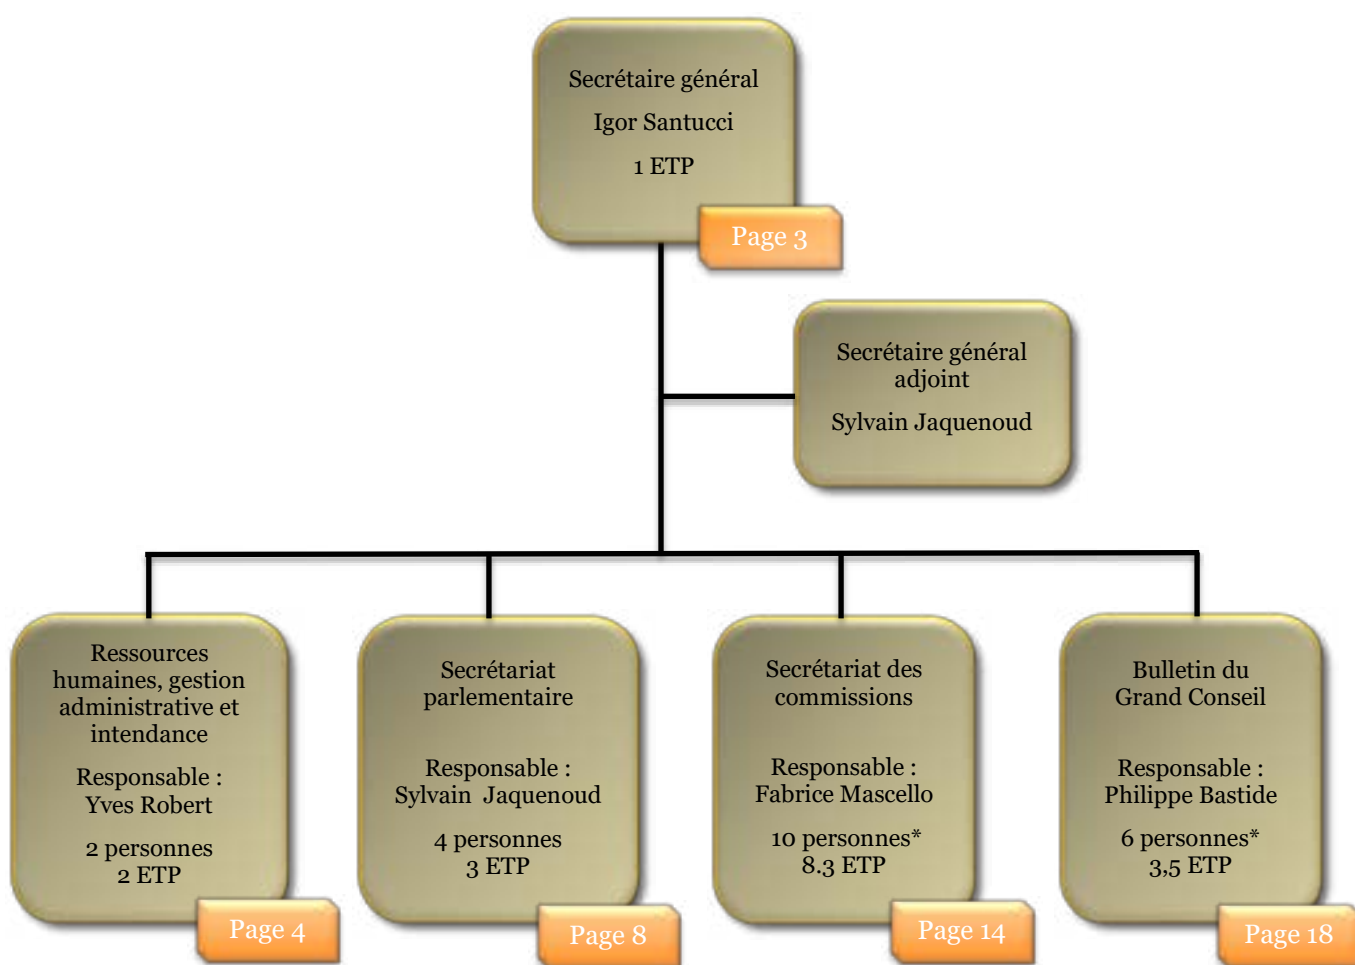 Secrétaire général
Igor Santucci
1 ETP
Page 3
Secrétaire général
adjoint
Sylvain Jaquenoud
Ressources
humaines, gestion
administrative et
intendance
Responsable :
Yves Robert
2 personnes
2 ETP
Page 4
Secrétariat
parlementaire
Responsable :
Sylvain Jaquenoud
4 personnes
3 ETP
Page 8
Secrétariat des
commissions
Responsable :
Fabrice Mascello
10 personnes*
8.3 ETP
Page 14
Bulletin du
Grand Conseil
Responsable :
Philippe Bastide
6 personnes*
3,5 ETP
Page 18